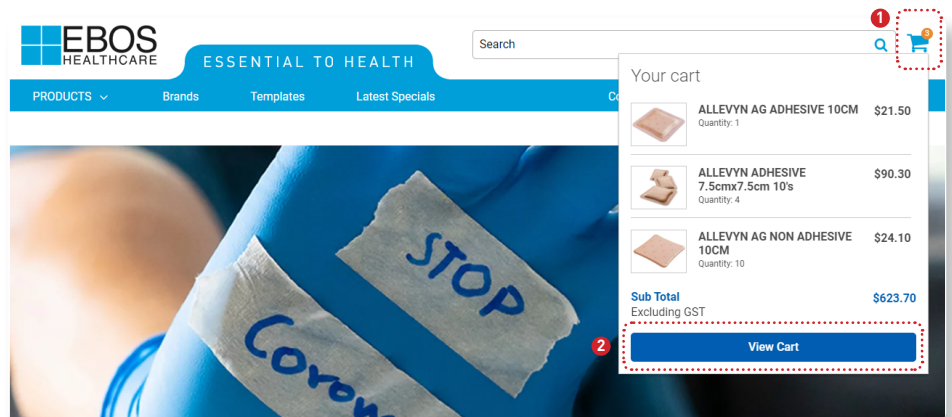 1
EBOS
HEALTHCARE
ESSENTIAL TO HEALTH
Search
3
PRODUCTS
Brands
Templates
Latest Specials
Your cart
ALLEVYN AG ADHESIVE 10CM $21.50
Quantity: 1
ALLEVYN ADHESIVE $90.30
7.5cmx7.5cm 10's
Quantity: 4
ALLEVYN AG NON ADHESIVE $24.10
10CM
Quantity: 10
Sub Total $623.70
Excluding GST
2
View Cart
STOP